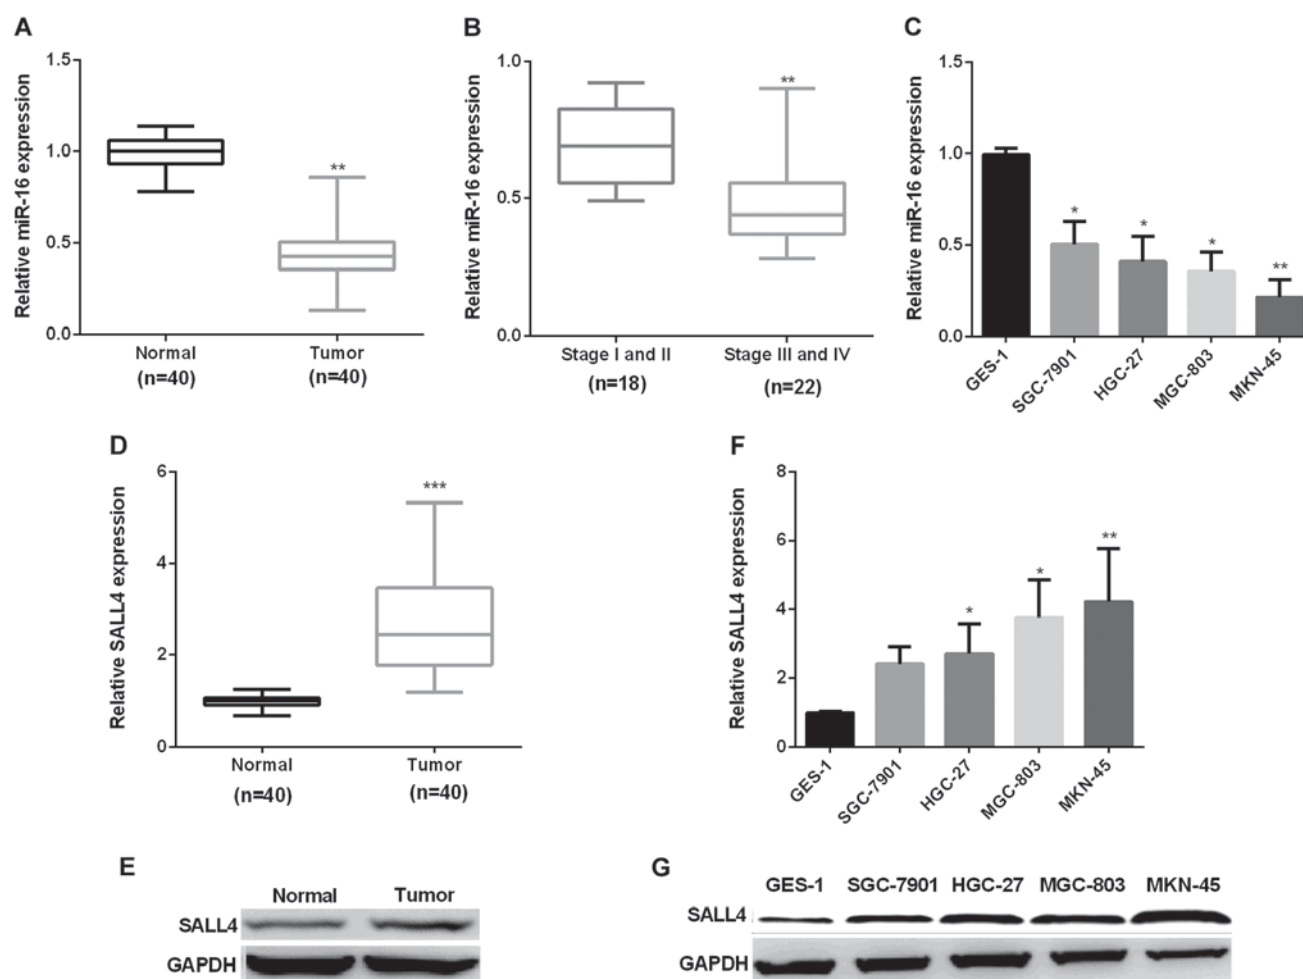 A
Relative miR-16 expression
1.5
1.0
0.5
0.0
**
Normal
(n=40)
Tumor
(n=40)
B
Relative miR-16 expression
1.0
0.5
0.0
**
Stage I and II
(n=18)
Stage III and IV
(n=22)
C
Relative miR-16 expression
1.5
1.0
0.5
0.0
*
*
*
**
GES-1
SGC-7901
HGC-27
MGC-803
MKN-45
D
Relative SALL4 expression
6
4
2
0
***
Normal
(n=40)
Tumor
(n=40)
F
Relative SALL4 expression
8
6
4
2
0
*
*
**
GES-1
SGC-7901
HGC-27
MGC-803
MKN-45
E
Normal Tumor
SALL4
GAPDH
G
GES-1 SGC-7901 HGC-27 MGC-803 MKN-45
SALL4
GAPDH